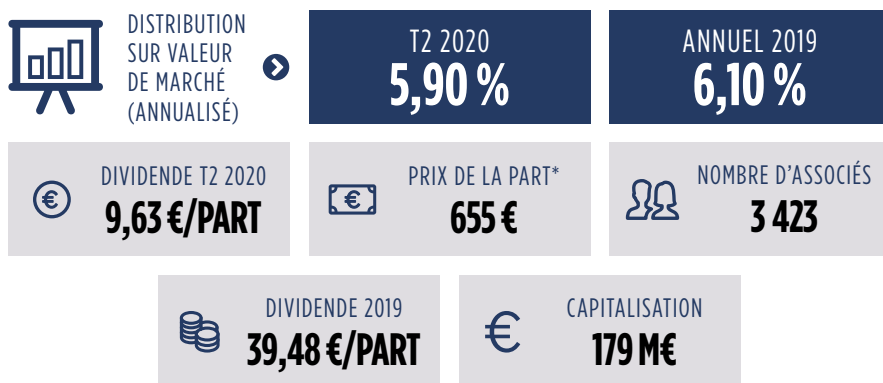 DISTRIBUTION
SUR VALEUR
DE MARCHÉ
(ANNUALISÉ)
T2 2020
5,90 %
ANNUEL 2019
6,10 %
DIVIDENDE T2 2020
9,63 €/PART
PRIX DE LA PART*
655 €
NOMBRE D'ASSOCIÉS
3 423
DIVIDENDE 2019
39,48 €/PART
CAPITALISATION
179 M€